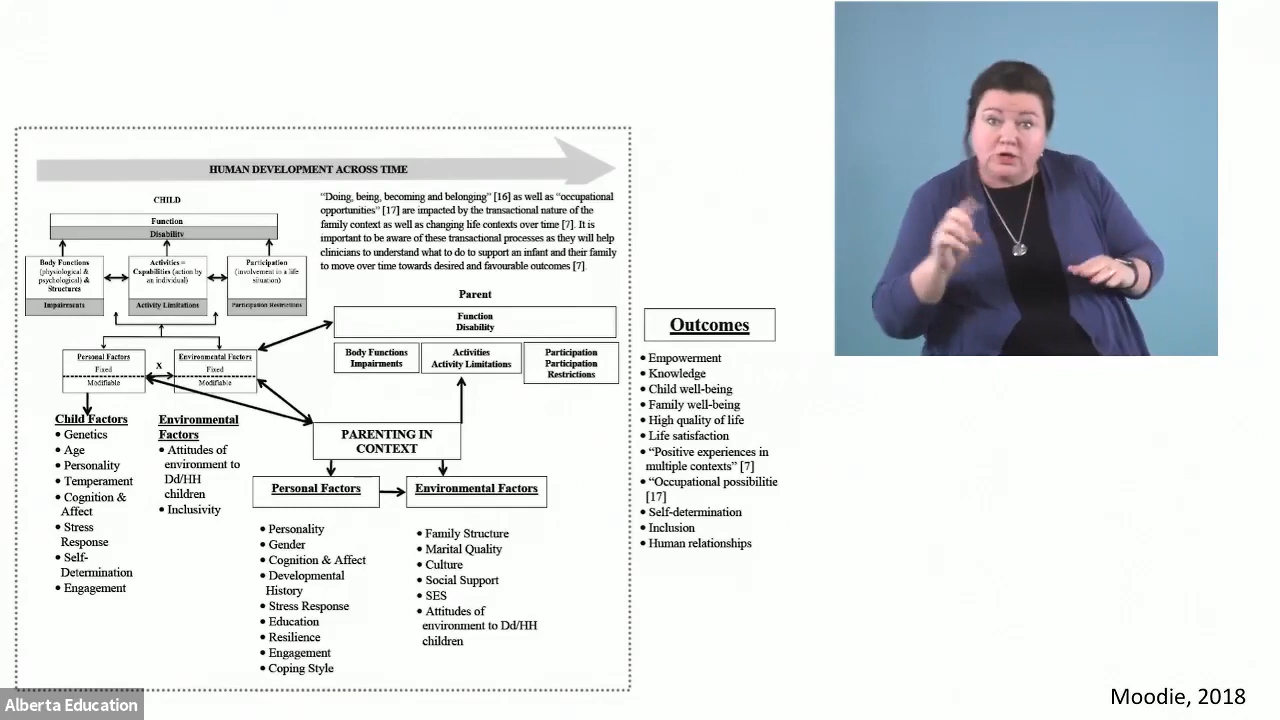 HUMAN DEVELOPMENT ACROSS TIME
CHILD
Function
Disability
Body Functions
(physiological &
psychological) &
Structures
Impairments
Activities =
Capabilities (action by
an individual)
Activity Limitations
Participation
(involvement in a life
situation)
Participation Restrictions
Personal Factors
Fixed
Modifiable
X
Environmental Factors
Fixed
Modifiable
Child Factors
• Genetics
• Age
• Personality
• Temperament
• Cognition &
Affect
• Stress
Response
• Self-
Determination
• Engagement
Environmental
Factors
• Attitudes of
environment to
Dd/HH
children
• Inclusivity
"Doing, being, becoming and belonging" [16] as well as "occupational
opportunities" [17] are impacted by the transactional nature of the
family context as well as changing life contexts over time [7]. It is
important to be aware of these transactional processes as they will help
clinicians to understand what to do to support an infant and their family
to move over time towards desired and favourable outcomes [7].
Parent
Function
Disability
Body Functions
Impairments
Activities
Activity Limitations
Participation
Participation
Restrictions
PARENTING IN
CONTEXT
Personal Factors
• Personality
• Gender
• Cognition & Affect
• Developmental
History
• Stress Response
• Education
• Resilience
• Engagement
• Coping Style
Environmental Factors
• Family Structure
• Marital Quality
• Culture
• Social Support
• SES
• Attitudes of
environment to Dd/HH
children
Outcomes
• Empowerment
• Knowledge
• Child well-being
• Family well-being
• High quality of life
• Life satisfaction
• "Positive experiences in
multiple contexts" [7]
• "Occupational possibilitie
[17]
• Self-determination
• Inclusion
• Human relationships
Alberta Education
Moodie, 2018